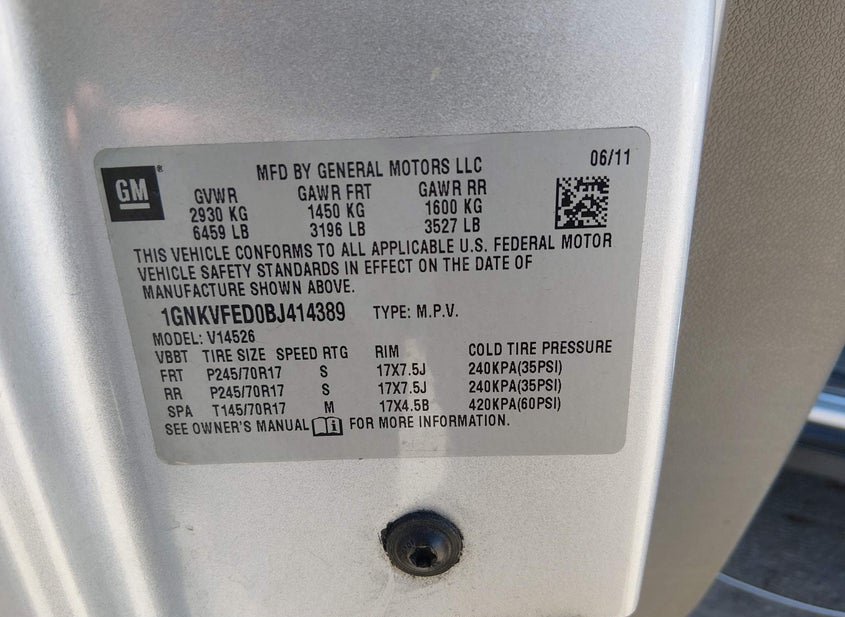 GM ®
MFD BY GENERAL MOTORS LLC 06/11
GVWR GAWR FRT GAWR RR
2930 KG 1450 KG 1600 KG
6459 LB 3196 LB 3527 LB
THIS VEHICLE CONFORMS TO ALL APPLICABLE U.S. FEDERAL MOTOR
VEHICLE SAFETY STANDARDS IN EFFECT ON THE DATE OF
MANUFACTURE SHOWN ABOVE.
1GNKVFED0BJ414389 TYPE: M.P.V.
MODEL: V14526
VBBT TIRE SIZE SPEED RTG RIM COLD TIRE PRESSURE
FRT P245/70R17 S 17X7.5J 240KPA(35PSI)
RR P245/70R17 S 17X7.5J 240KPA(35PSI)
SPA T145/70R17 M 17X4.5B 420KPA(60PSI)
SEE OWNER'S MANUAL i FOR MORE INFORMATION.